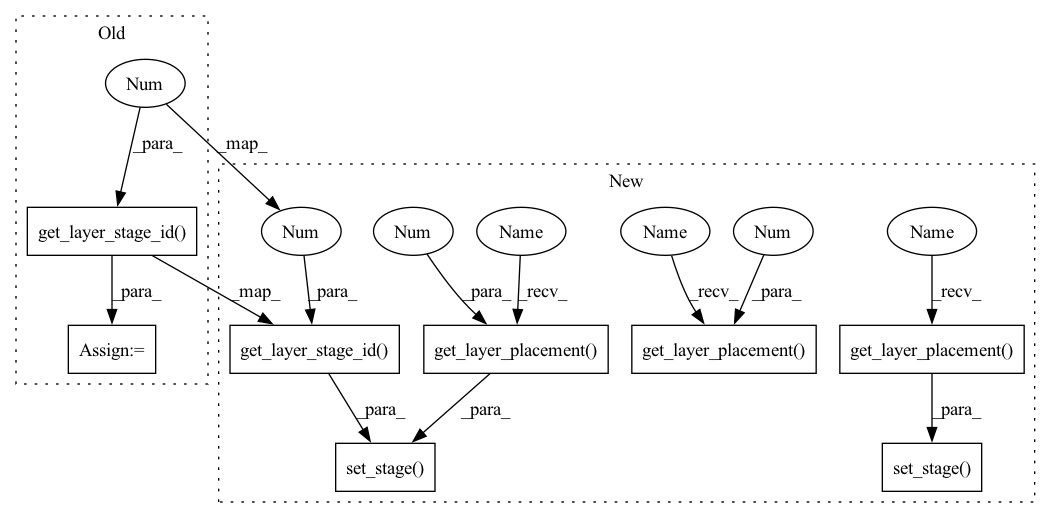 Old
Num
_para_
_map_
New
get_layer_stage_id()
Num
Num
Name
Name
Num
Name
_para_
_map_
_para_
_para_
_recv_
_recv_
_para_
_recv_
Assign:=
get_layer_stage_id()
get_layer_placement()
get_layer_placement()
get_layer_placement()
_para_
_para_
_para_
set_stage()
set_stage()